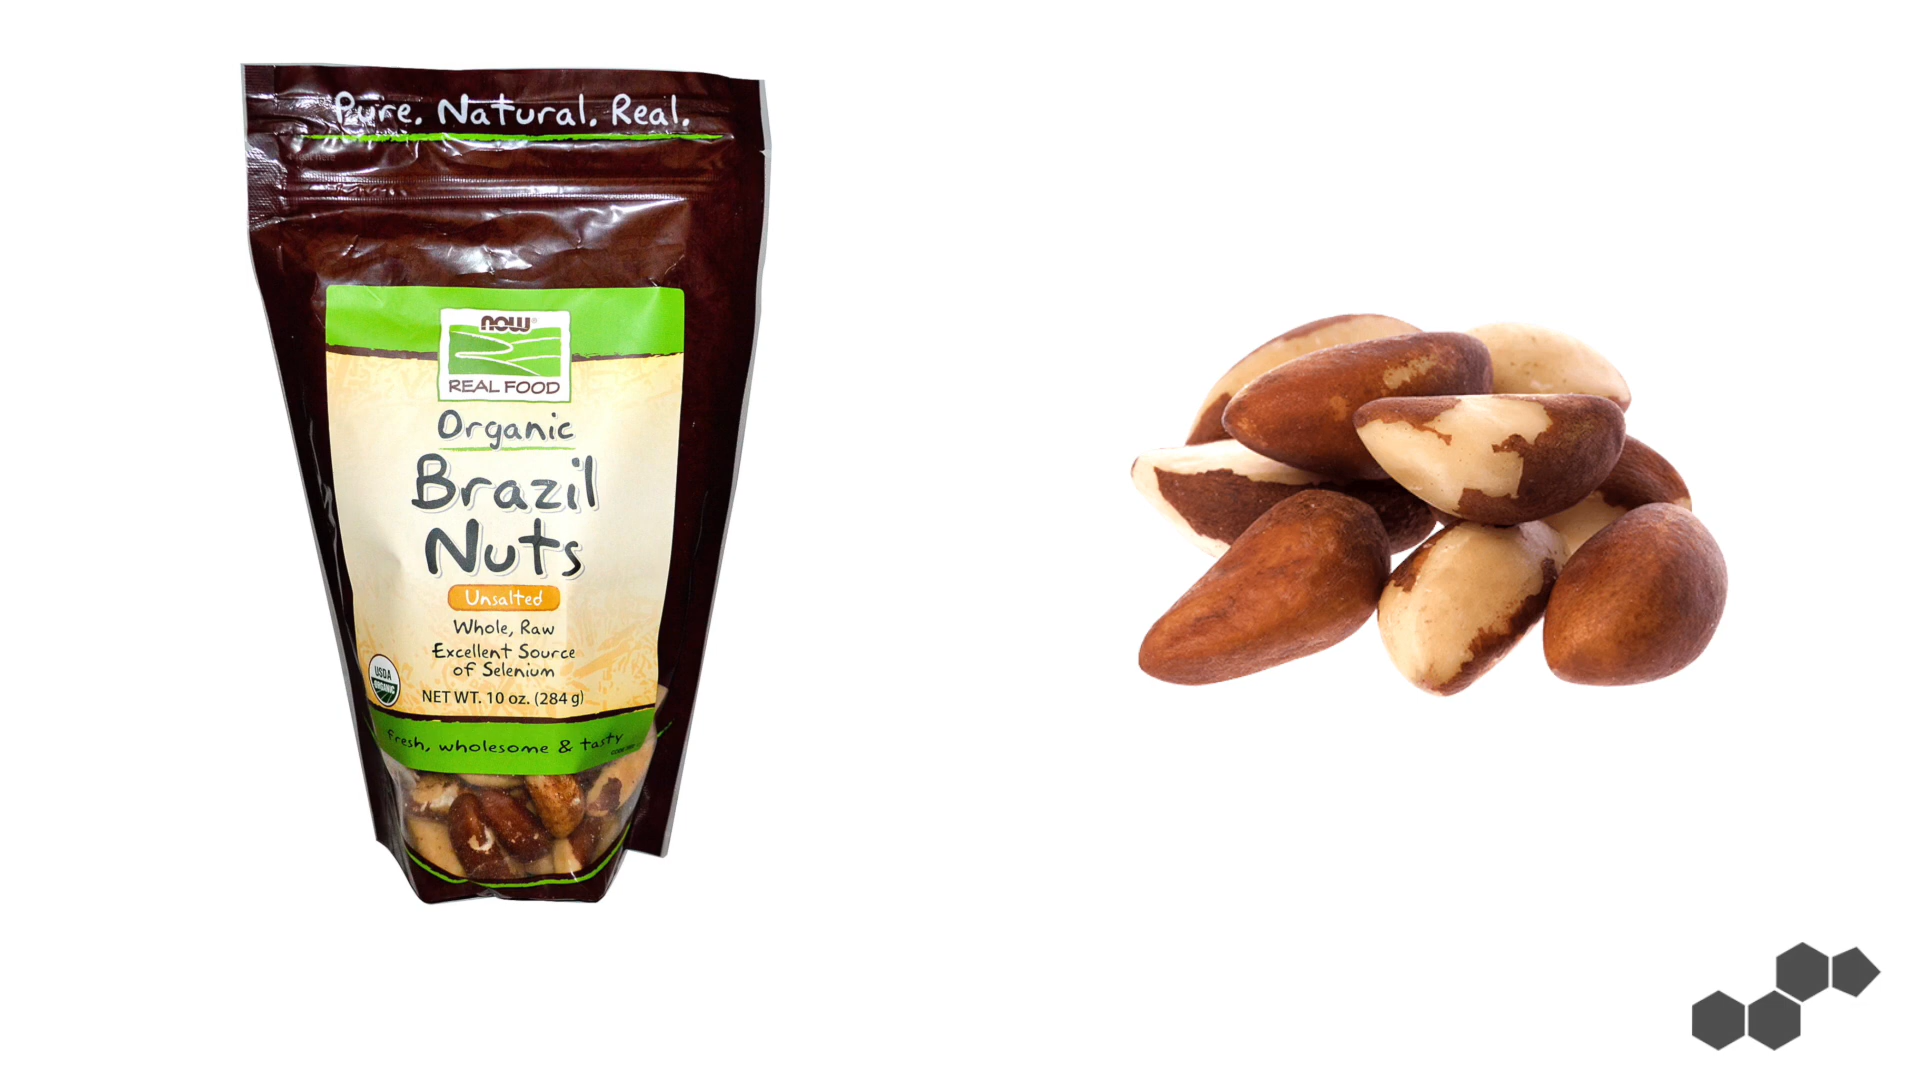 Pure. Natural. Real.
now®
REAL FOOD
Organic
Brazil
Nuts
Unsalted
Whole, Raw
Excellent Source
of Selenium
USDA
ORGANIC
NET WT. 10 oz. (284 g)
fresh, wholesome & tasty